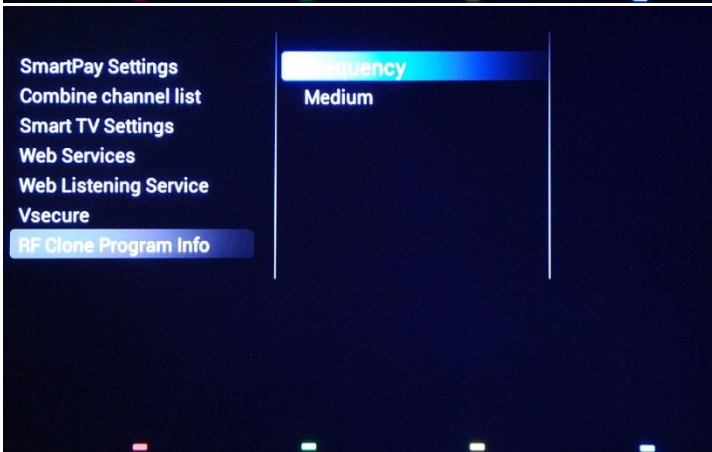 SmartPay Settings
Combine channel list
Smart TV Settings
Web Services
Web Listening Service
Vsecure
RF Clone Program Info
Frequency
Medium